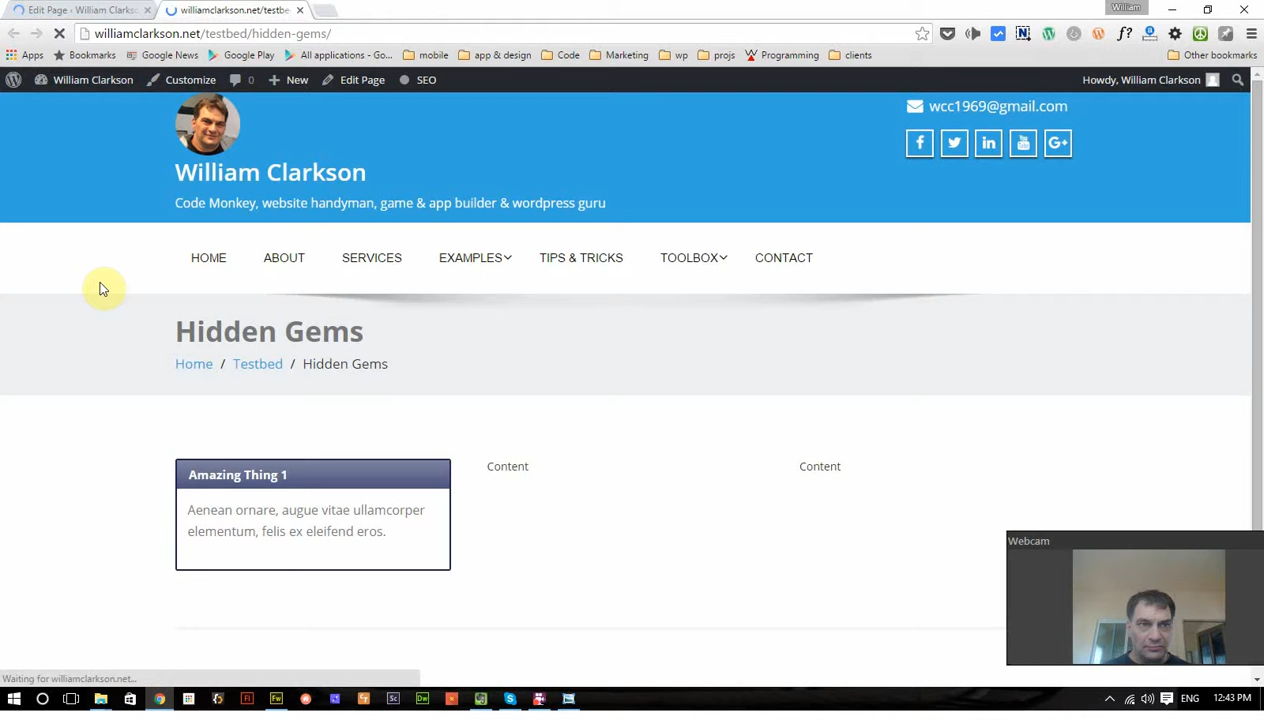 Edit Page ‹ William Clarks
williamclarkson.net/testbe
William
williamclarkson.net/testbed/hidden-gems/
Apps
Bookmarks
Google News
Google Play
All applications - Go...
mobile
app & design
Code
Marketing
wp
projs
Programming
clients
Other bookmarks
William Clarkson
Customize
0
New
Edit Page
SEO
Howdy, William Clarkson
wcc1969@gmail.com
William Clarkson
Code Monkey, website handyman, game & app builder & wordpress guru
HOME
ABOUT
SERVICES
EXAMPLES
TIPS & TRICKS
TOOLBOX
CONTACT
Hidden Gems
Home / Testbed / Hidden Gems
Amazing Thing 1
Content
Content
Aenean ornare, augue vitae ullamcorper
elementum, felis ex eleifend eros.
Webcam
Waiting for williamclarkson.net...
ENG
12:43 PM